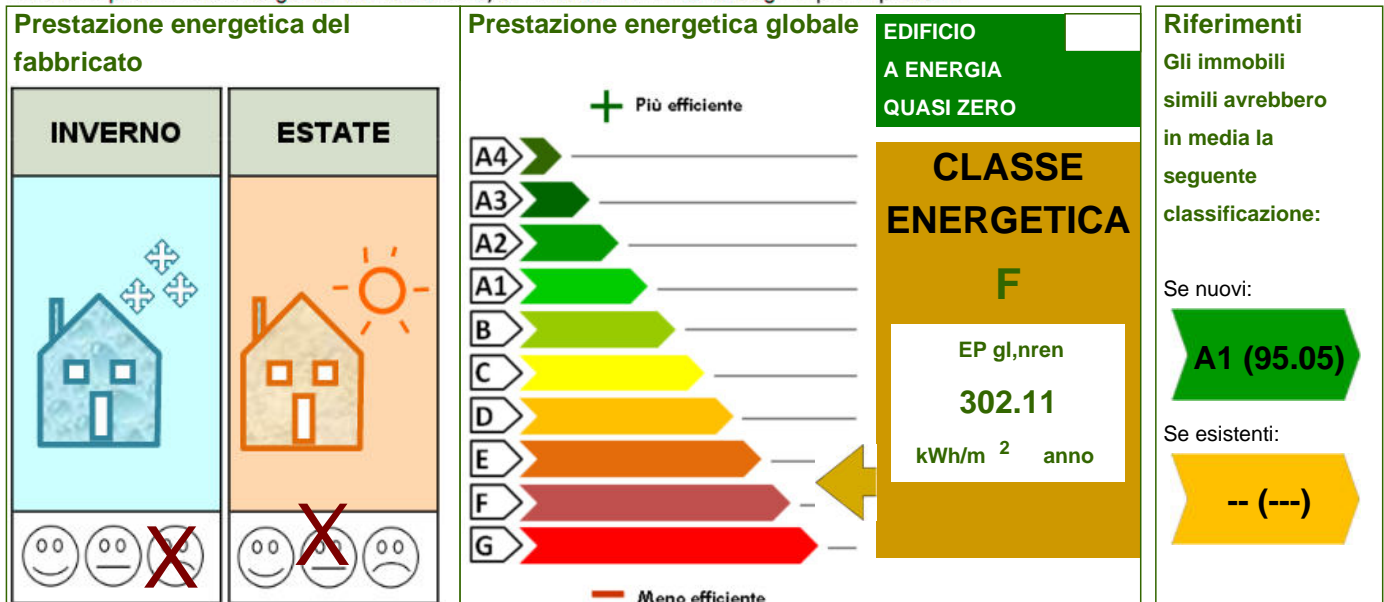 Prestazione energetica del
fabbricato
INVERNO
ESTATE
Prestazione energetica globale
Più efficiente
A4
A3
A2
A1
B
C
D
E
F
G
Meno efficiente
EDIFICIO
A ENERGIA
QUASI ZERO
CLASSE
ENERGETICA
F
EP gl,nren
302.11
kWh/m 2 anno
Riferimenti
Gli immobili
simili avrebbero
in media la
seguente
classificazione:
Se nuovi:
A1 (95.05)
Se esistenti:
-- (---)